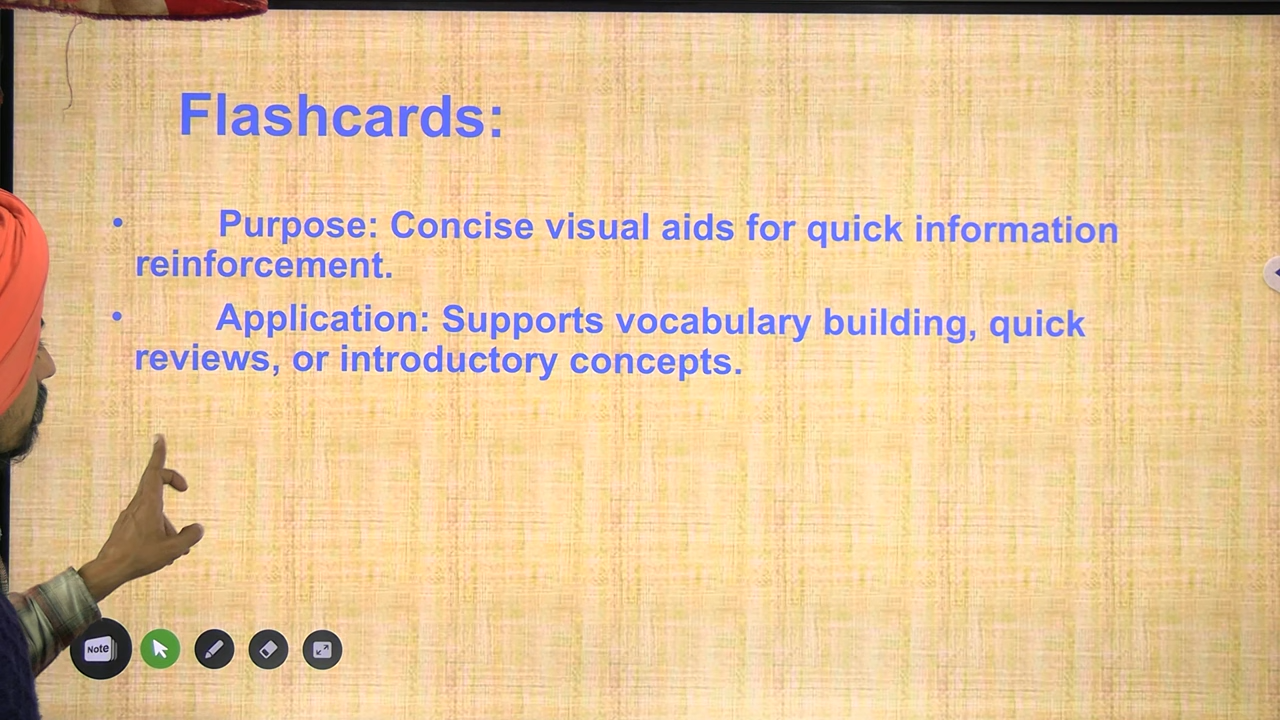 Flashcards:
• Purpose: Concise visual aids for quick information
reinforcement.
• Application: Supports vocabulary building, quick
reviews, or introductory concepts.
Note